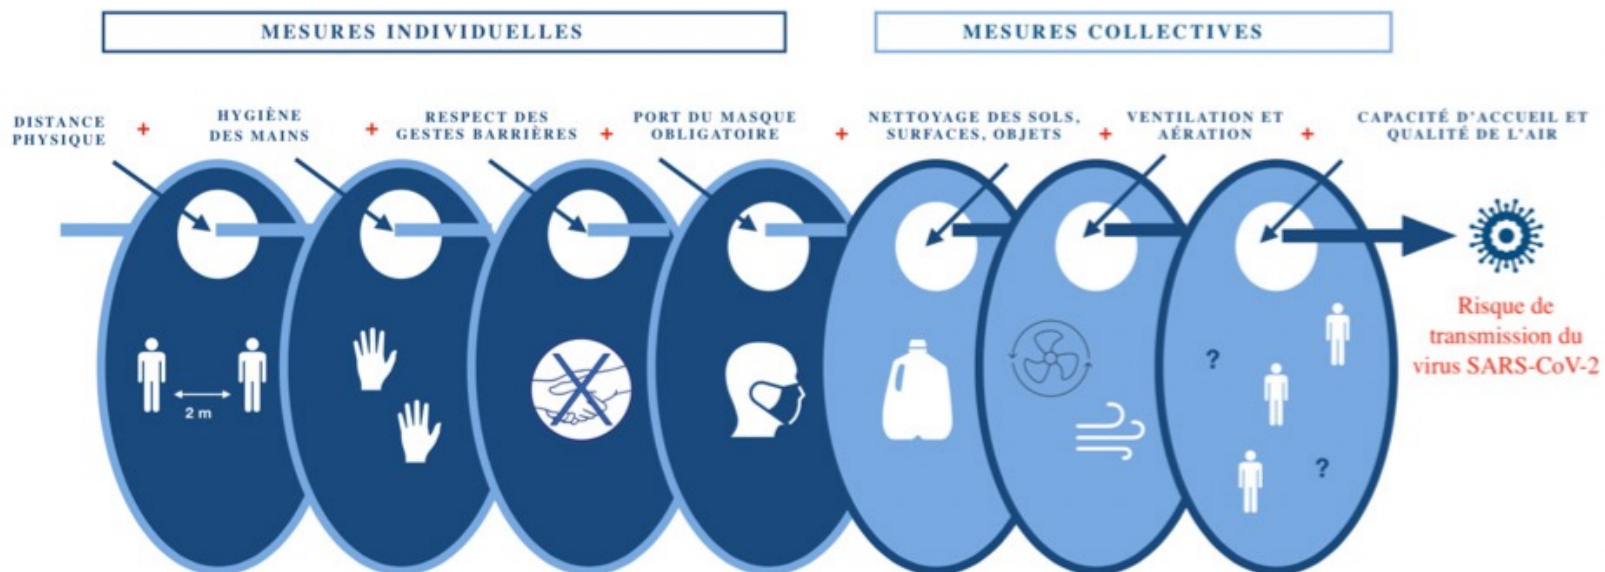 MESURES INDIVIDUELLES
MESURES COLLECTIVES
DISTANCE
PHYSIQUE
+
HYGIÈNE
DES MAINS
+
RESPECT DES
GESTES BARRIÈRES
+
PORT DU MASQUE
OBLIGATOIRE
+
NETTOYAGE DES SOLS,
SURFACES, OBJETS
+
VENTILATION ET
AÉRATION
+
CAPACITÉ D'ACCUEIL ET
QUALITÉ DE L'AIR
2 m
?
?
Risque de
transmission du
virus SARS-CoV-2